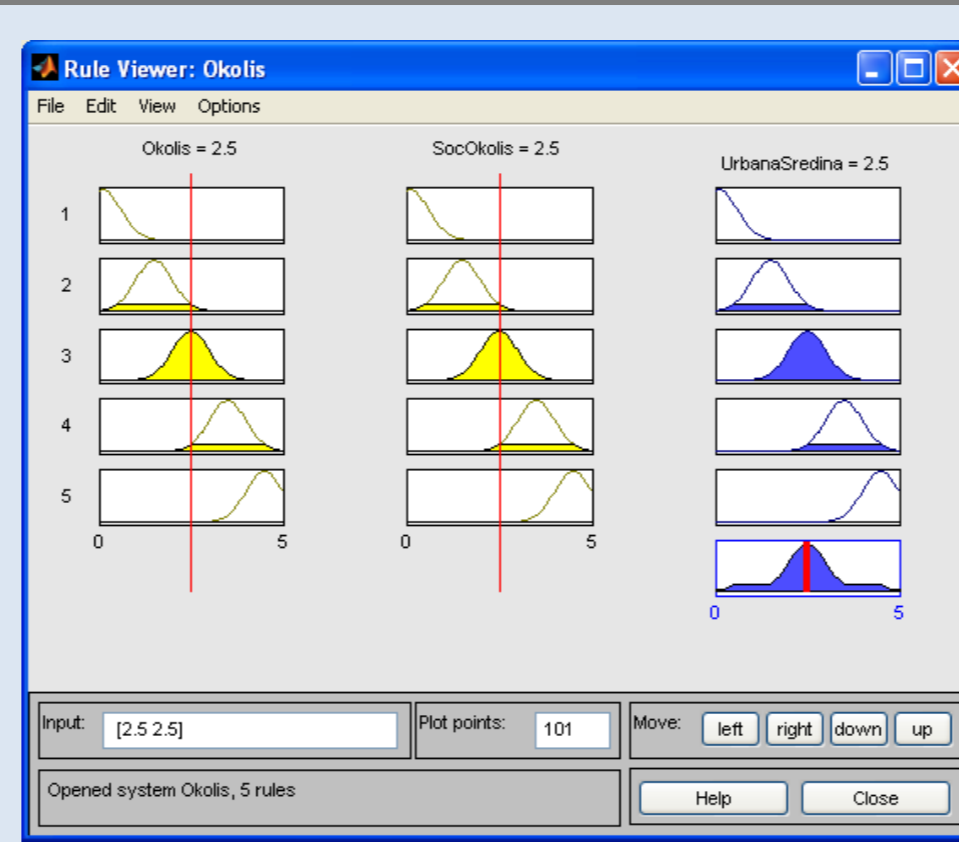 Rule Viewer: Okolis
File Edit View Options
Okolis = 2.5 SocOkolis = 2.5 UrbanaSredina = 2.5
1
2
3
4
5
0 5 0 5
0 5
Input: [2.5 2.5] Plot points: 101 Move: left right down up
Opened system Okolis, 5 rules Help Close